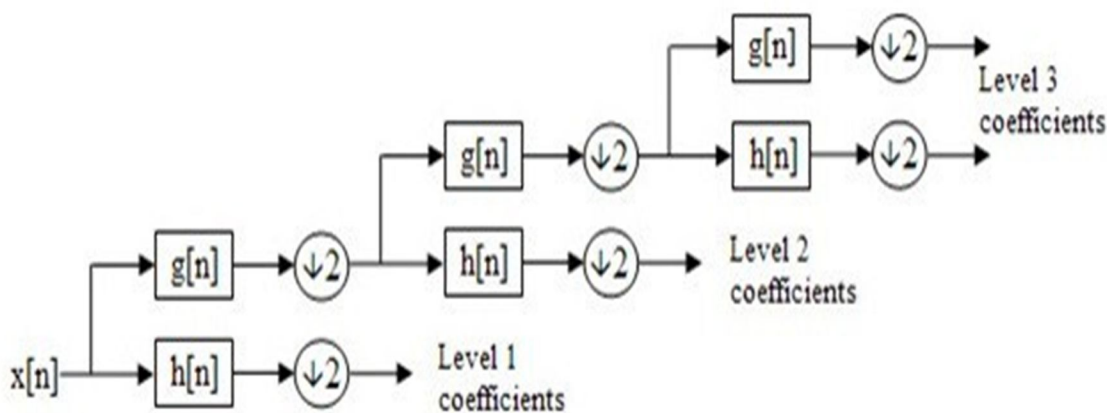 g[n] ↓2
Level 3
coefficients
g[n] ↓2 h[n] ↓2
g[n] ↓2 h[n] ↓2 Level 2
coefficients
x[n] h[n] ↓2 Level 1
coefficients